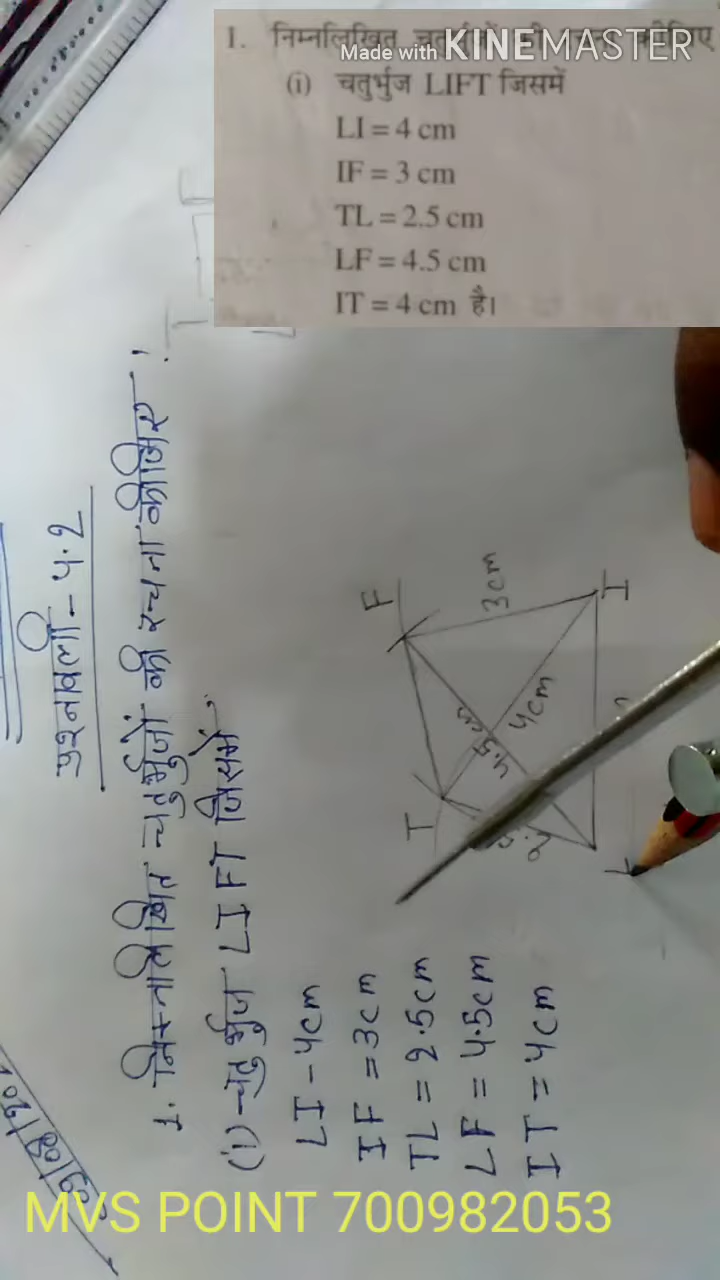 1. निम्नलिखित
Made with KINEMASTER
(i) चतुर्भुज LIFT जिसमें
LI = 4 cm
IF = 3 cm
TL = 2.5 cm
LF = 4.5 cm
IT = 4 cm है।
प्रश्नावली - 4.2
1. निम्नलिखित चतुर्भुजों की रचना कीजिए।
(i) चतुर्भुज LIFT जिसमें
LI - 4cm
IF = 3cm
TL = 2.5cm
LF = 4.5cm
IT = 4cm
F
3cm
I
4cm
4.5cm
T
L
MVS POINT 700982053